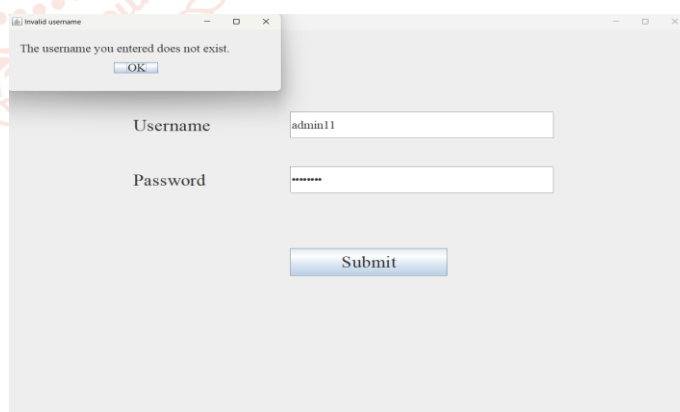 Invalid username
The username you entered does not exist.
OK
Username
admin11
Password
••••••••
Submit